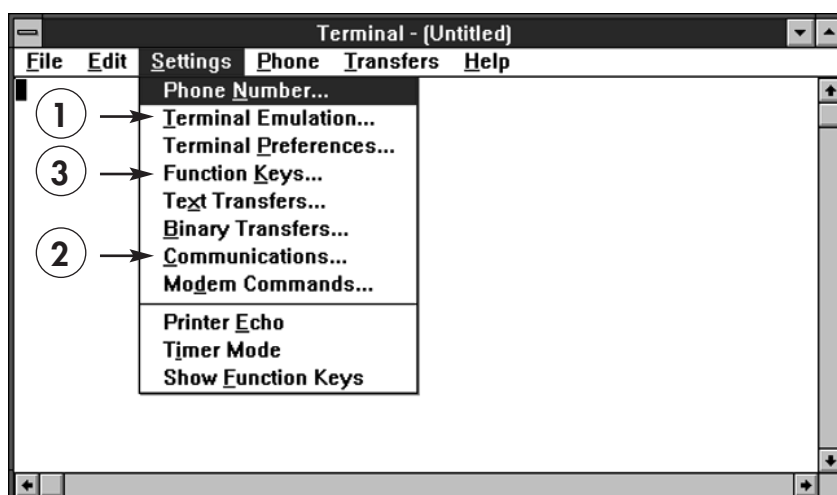 Terminal - (Untitled)
File Edit Settings Phone Transfers Help
Phone Number...
1 Terminal Emulation...
Terminal Preferences...
3 Function Keys...
Text Transfers...
Binary Transfers...
2 Communications...
Modem Commands...
Printer Echo
Timer Mode
Show Function Keys